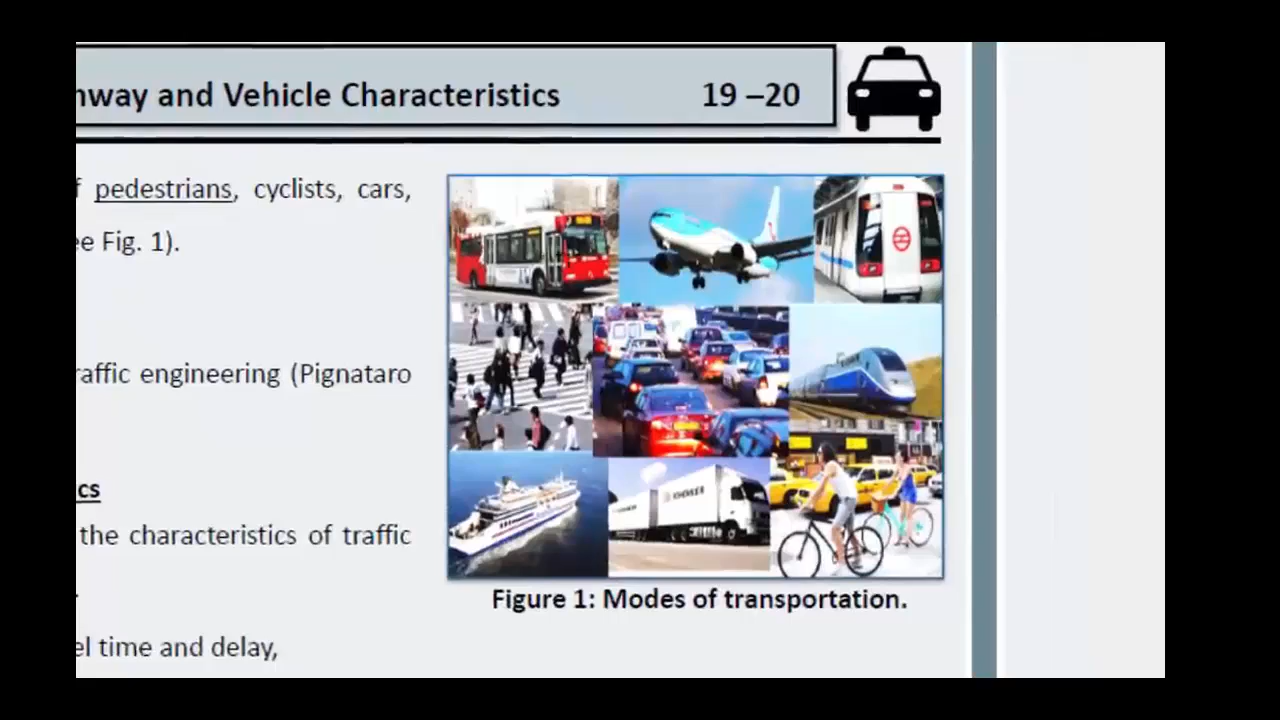 hway and Vehicle Characteristics 19 –20
f pedestrians, cyclists, cars,
ee Fig. 1).
raffic engineering (Pignataro
cs
the characteristics of traffic
el time and delay,
Figure 1: Modes of transportation.